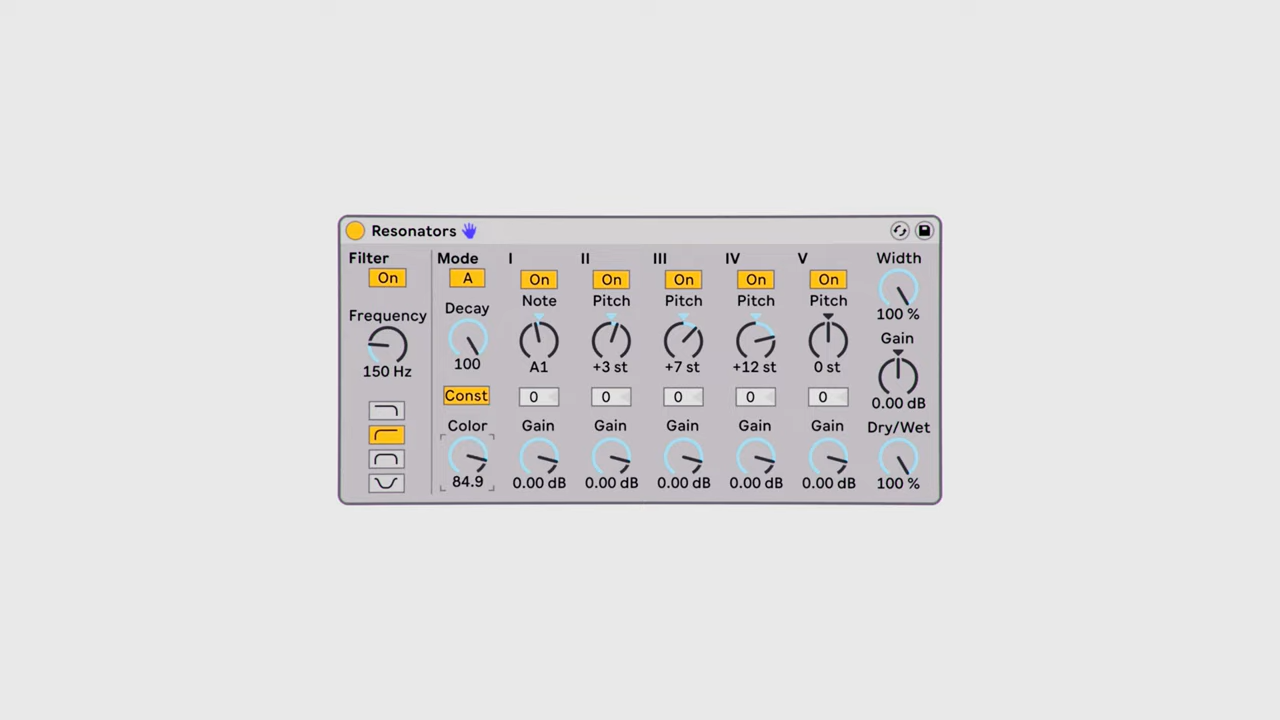 Resonators
Filter Mode I II III IV V Width
On A On On On On On
Note Pitch Pitch Pitch Pitch
Decay
Frequency
100 %
Gain
150 Hz 100 A1 +3 st +7 st +12 st 0 st
Const 0 0 0 0 0
0.00 dB
Color Gain Gain Gain Gain Gain Dry/Wet
84.9 0.00 dB 0.00 dB 0.00 dB 0.00 dB 0.00 dB 100 %